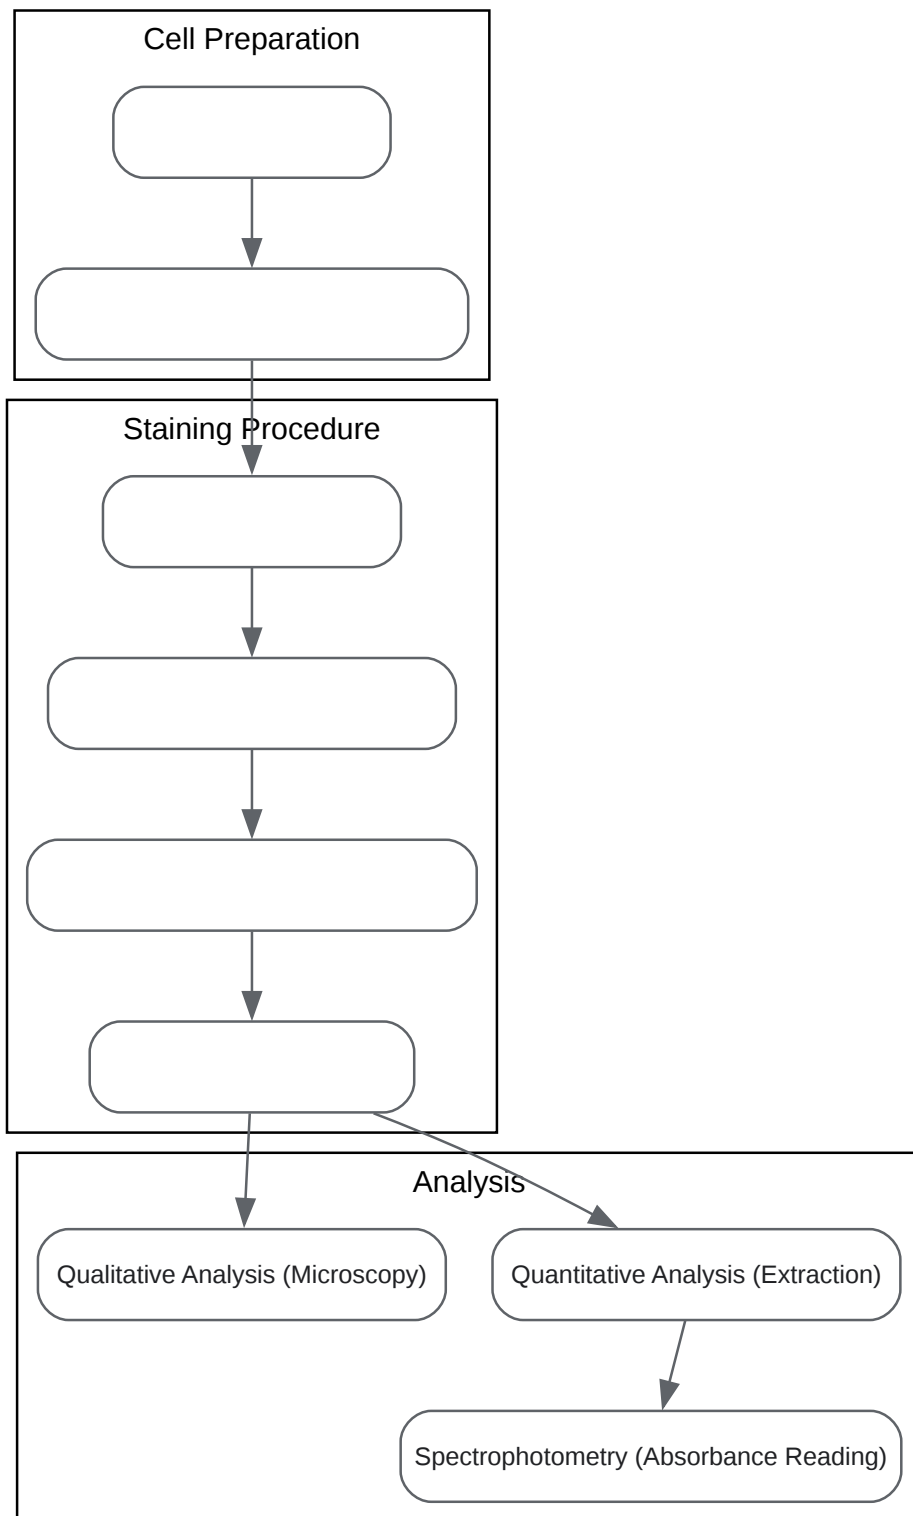 Cell Preparation
Staining Procedure
Analysis
Qualitative Analysis (Microscopy)
Quantitative Analysis (Extraction)
Spectrophotometry (Absorbance Reading)